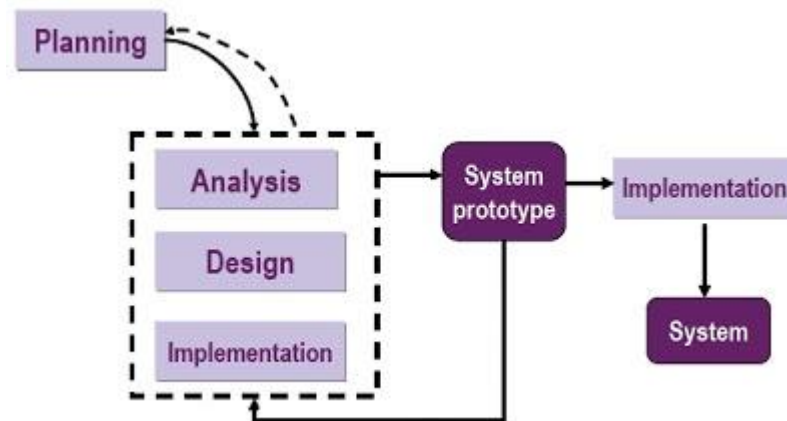 Planning
Analysis
Design
Implementation
System
prototype
Implementation
System